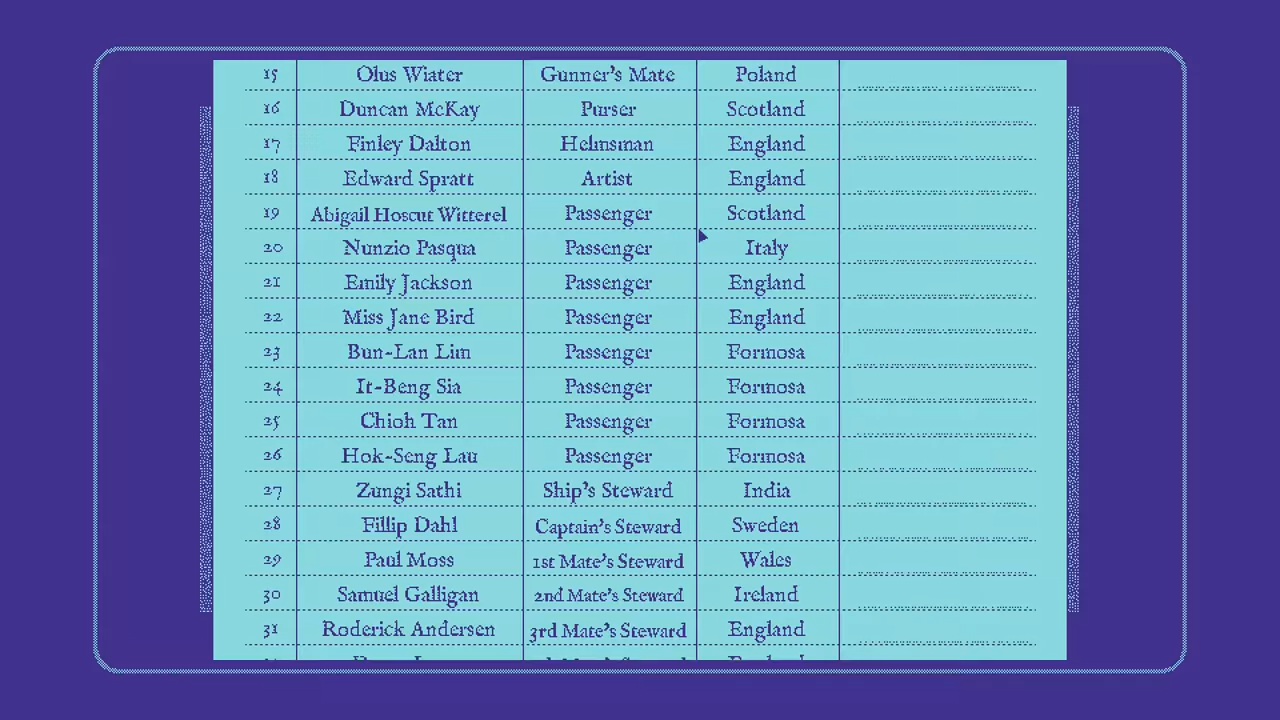 15 Olus Wiater Gunner's Mate Poland
16 Duncan McKay Purser Scotland
17 Finley Dalton Helmsman England
18 Edward Spratt Artist England
19 Abigail Hoscut Witterel Passenger Scotland
20 Nunzio Pasqua Passenger Italy
21 Emily Jackson Passenger England
22 Miss Jane Bird Passenger England
23 Bun-Lan Lim Passenger Formosa
24 It-Beng Sia Passenger Formosa
25 Chioh Tan Passenger Formosa
26 Hok-Seng Lau Passenger Formosa
27 Zungi Sathi Ship's Steward India
28 Fillip Dahl Captain's Steward Sweden
29 Paul Moss 1st Mate's Steward Wales
30 Samuel Galligan 2nd Mate's Steward Ireland
31 Roderick Andersen 3rd Mate's Steward England